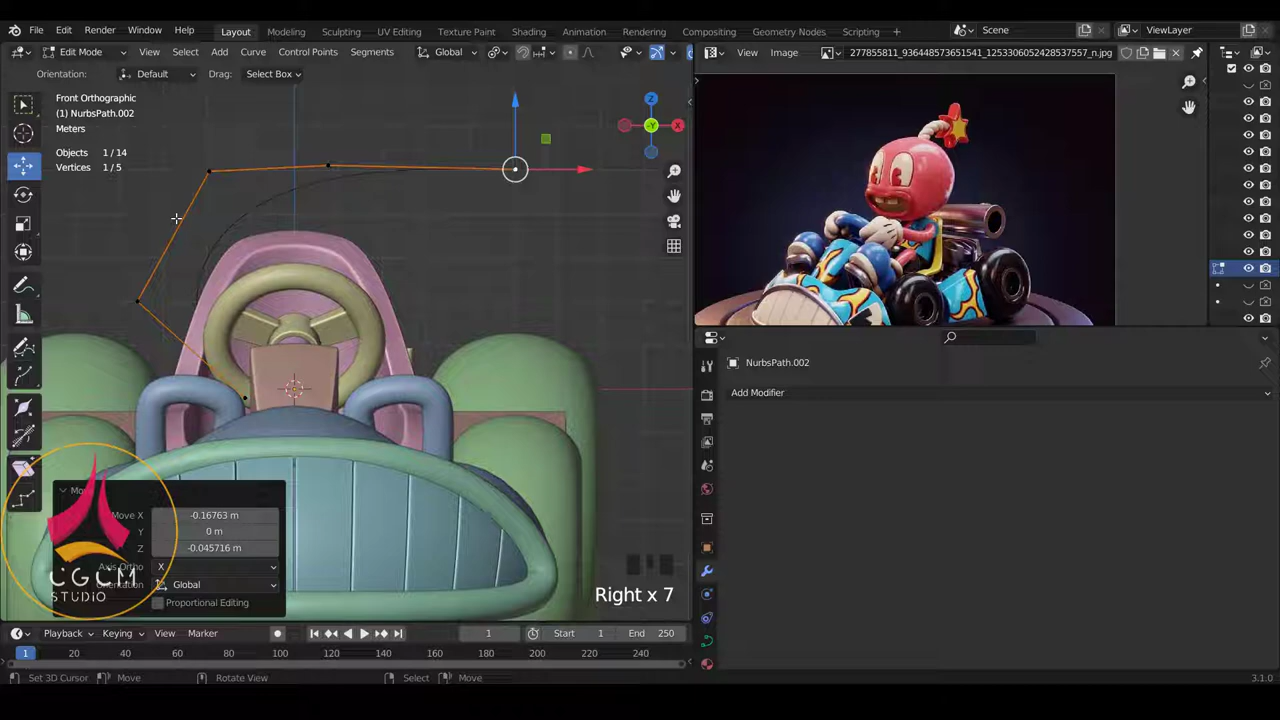 File Edit Render Window Help Layout Modeling Sculpting UV Editing Texture Paint Shading Animation Rendering Compositing Geometry Nodes Scripting + Scene ViewLayer
Edit Mode View Select Add Curve Control Points Segments Global View Image 277855811_936448573651541_1253306052428537557_n.jpg
Orientation: Default Drag: Select Box
Front Orthographic
(1) NurbsPath.002
Meters
Objects 1 / 14
Vertices 1 / 5
Z
X
-Y
NurbsPath.002
Add Modifier
Move X -0.16763 m
Y 0 m
Z -0.045716 m
Axis Ortho X
Orientation Global
Proportional Editing
CGCM
STUDIO
Right x 7
Playback Keying View Marker 1 Start 1 End 250
1 20 40 60 80 100 120 140 160 180 200 220 240
Set 3D Cursor Move Rotate View Select Move 3.1.0